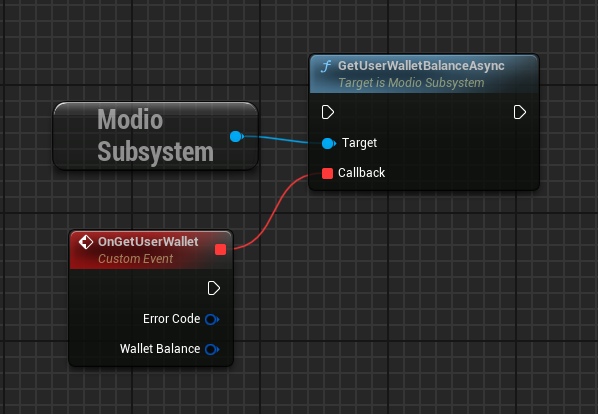 GetUserWalletBalanceAsync
Target is Modio Subsystem
Modio
Subsystem
Target
Callback
OnGetUserWallet
Custom Event
Error Code
Wallet Balance